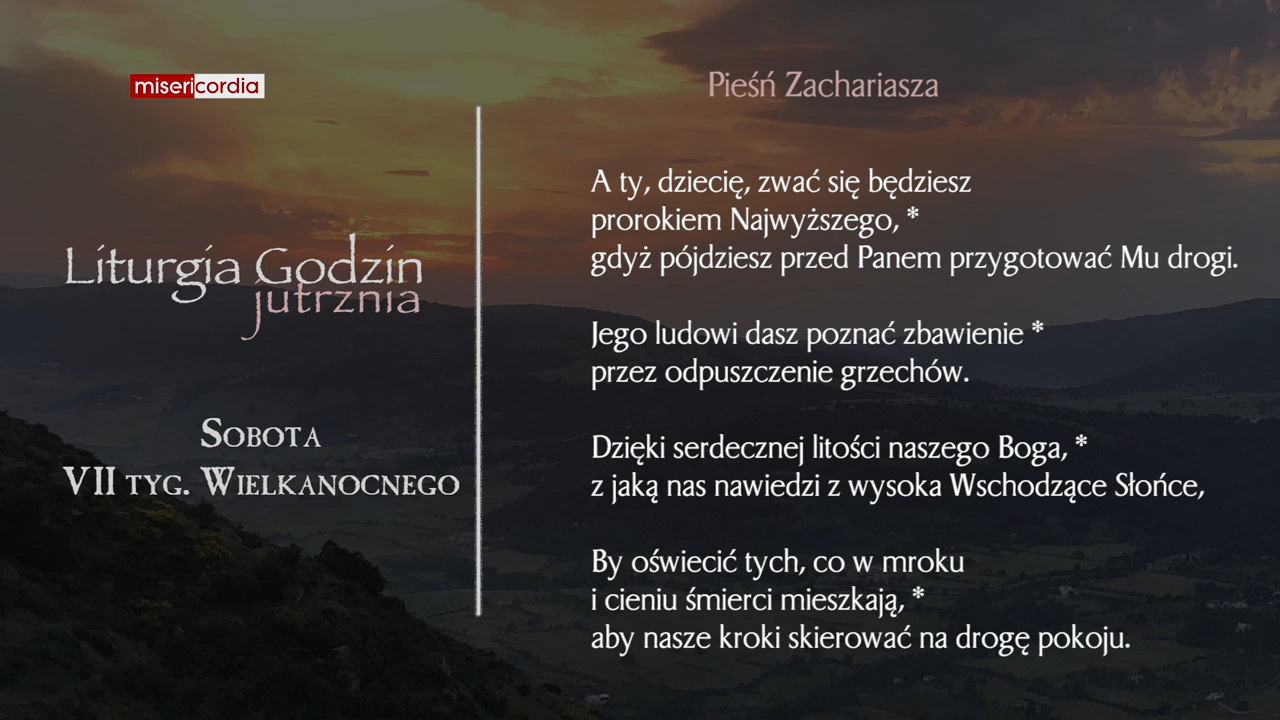 misericordia
Liturgia Godzin
jutrznia
Sobota
VII tyg. Wielkanocnego
Pieśń Zachariasza
A ty, dziecię, zwać się będziesz
prorokiem Najwyższego, *
gdyż pójdziesz przed Panem przygotować Mu drogi.
Jego ludowi dasz poznać zbawienie *
przez odpuszczenie grzechów.
Dzięki serdecznej litości naszego Boga, *
z jaką nas nawiedzi z wysoka Wschodzące Słońce,
By oświecić tych, co w mroku
i cieniu śmierci mieszkają, *
aby nasze kroki skierować na drogę pokoju.